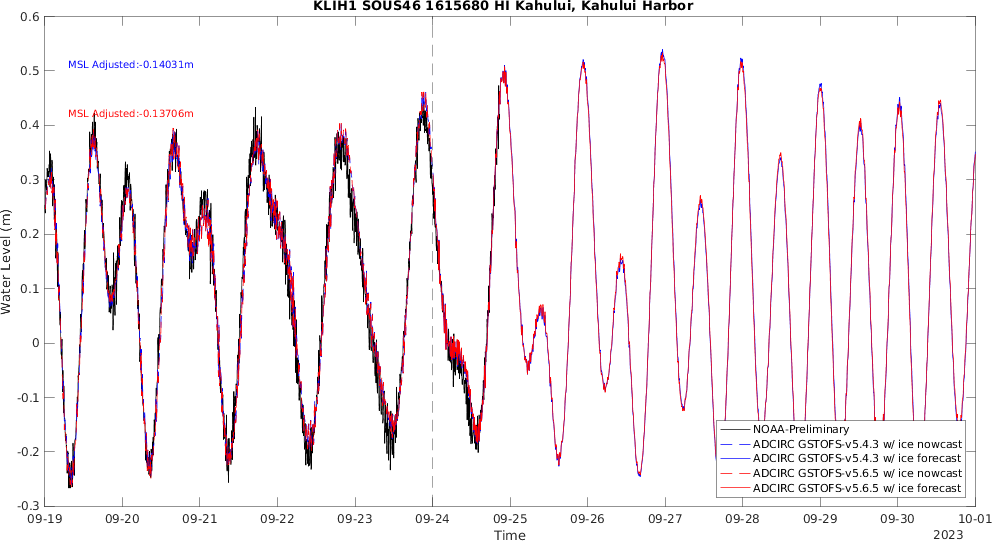 KLIH1 SOUS46 1615680 HI Kahului, Kahului Harbor
0.6
0.5
0.4
0.3
0.2
0.1
0
-0.1
-0.2
-0.3
Water Level (m)
MSL Adjusted:-0.14031m
MSL Adjusted:-0.13706m
NOAA-Preliminary
ADCIRC GSTOFS-v5.4.3 w/ ice nowcast
ADCIRC GSTOFS-v5.4.3 w/ ice forecast
ADCIRC GSTOFS-v5.6.5 w/ ice nowcast
ADCIRC GSTOFS-v5.6.5 w/ ice forecast
09-19 09-20 09-21 09-22 09-23 09-24 09-25 09-26 09-27 09-28 09-29 09-30 10-01
Time
2023